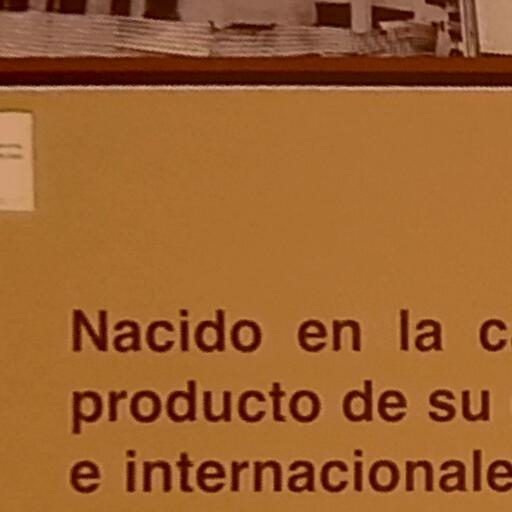 Nacido en la
producto de su
e internacionale